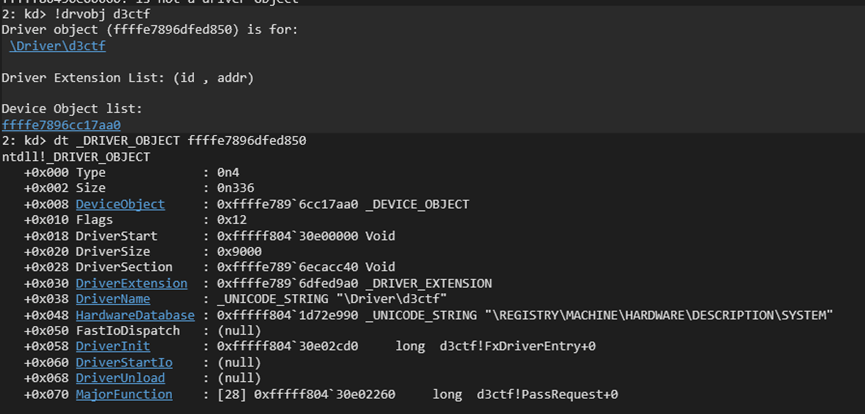 2: kd> !drvobj d3ctf
Driver object (ffffe7896dfed850) is for:
 \Driver\d3ctf

Driver Extension List: (id , addr)

Device Object list:
ffffe7896cc17aa0
2: kd> dt _DRIVER_OBJECT ffffe7896dfed850
ntdll!_DRIVER_OBJECT
   +0x000 Type             : 0n4
   +0x002 Size             : 0n336
   +0x008 DeviceObject     : 0xffffe789`6cc17aa0 _DEVICE_OBJECT
   +0x010 Flags            : 0x12
   +0x018 DriverStart      : 0xfffff804`30e00000 Void
   +0x020 DriverSize       : 0x9000
   +0x028 DriverSection    : 0xffffe789`6ecacc40 Void
   +0x030 DriverExtension  : 0xffffe789`6dfed9a0 _DRIVER_EXTENSION
   +0x038 DriverName       : _UNICODE_STRING "\Driver\d3ctf"
   +0x048 HardwareDatabase : 0xfffff804`1d72e990 _UNICODE_STRING "\REGISTRY\MACHINE\HARDWARE\DESCRIPTION\SYSTEM"
   +0x050 FastIoDispatch   : (null)
   +0x058 DriverInit       : 0xfffff804`30e02cd0     long  d3ctf!FxDriverEntry+0
   +0x060 DriverStartIo    : (null)
   +0x068 DriverUnload     : (null)
   +0x070 MajorFunction    : [28] 0xfffff804`30e02260     long  d3ctf!PassRequest+0